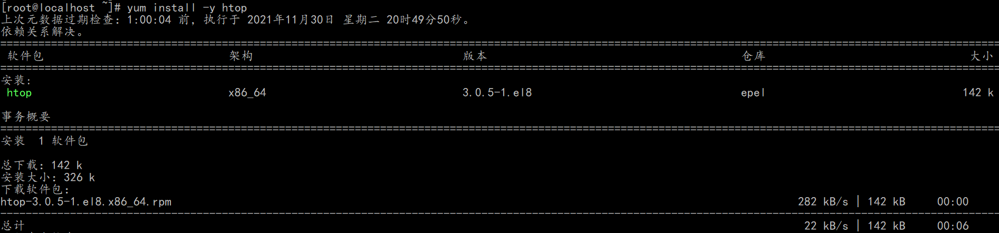 [root@localhost ~]# yum install -y htop
上次元数据过期检查：1:00:04 前，执行于 2021年11月30日 星期二 20时49分50秒。
依赖关系解决。
================================================================================
软件包 架构 版本 仓库 大小
================================================================================
安装:
htop x86_64 3.0.5-1.el8 epel 142 k
事务概要
================================================================================
安装  1 软件包
总下载：142 k
安装大小：326 k
下载软件包：
htop-3.0.5-1.el8.x86_64.rpm 282 kB/s | 142 kB 00:00
--------------------------------------------------------------------------------
总计 22 kB/s | 142 kB 00:06